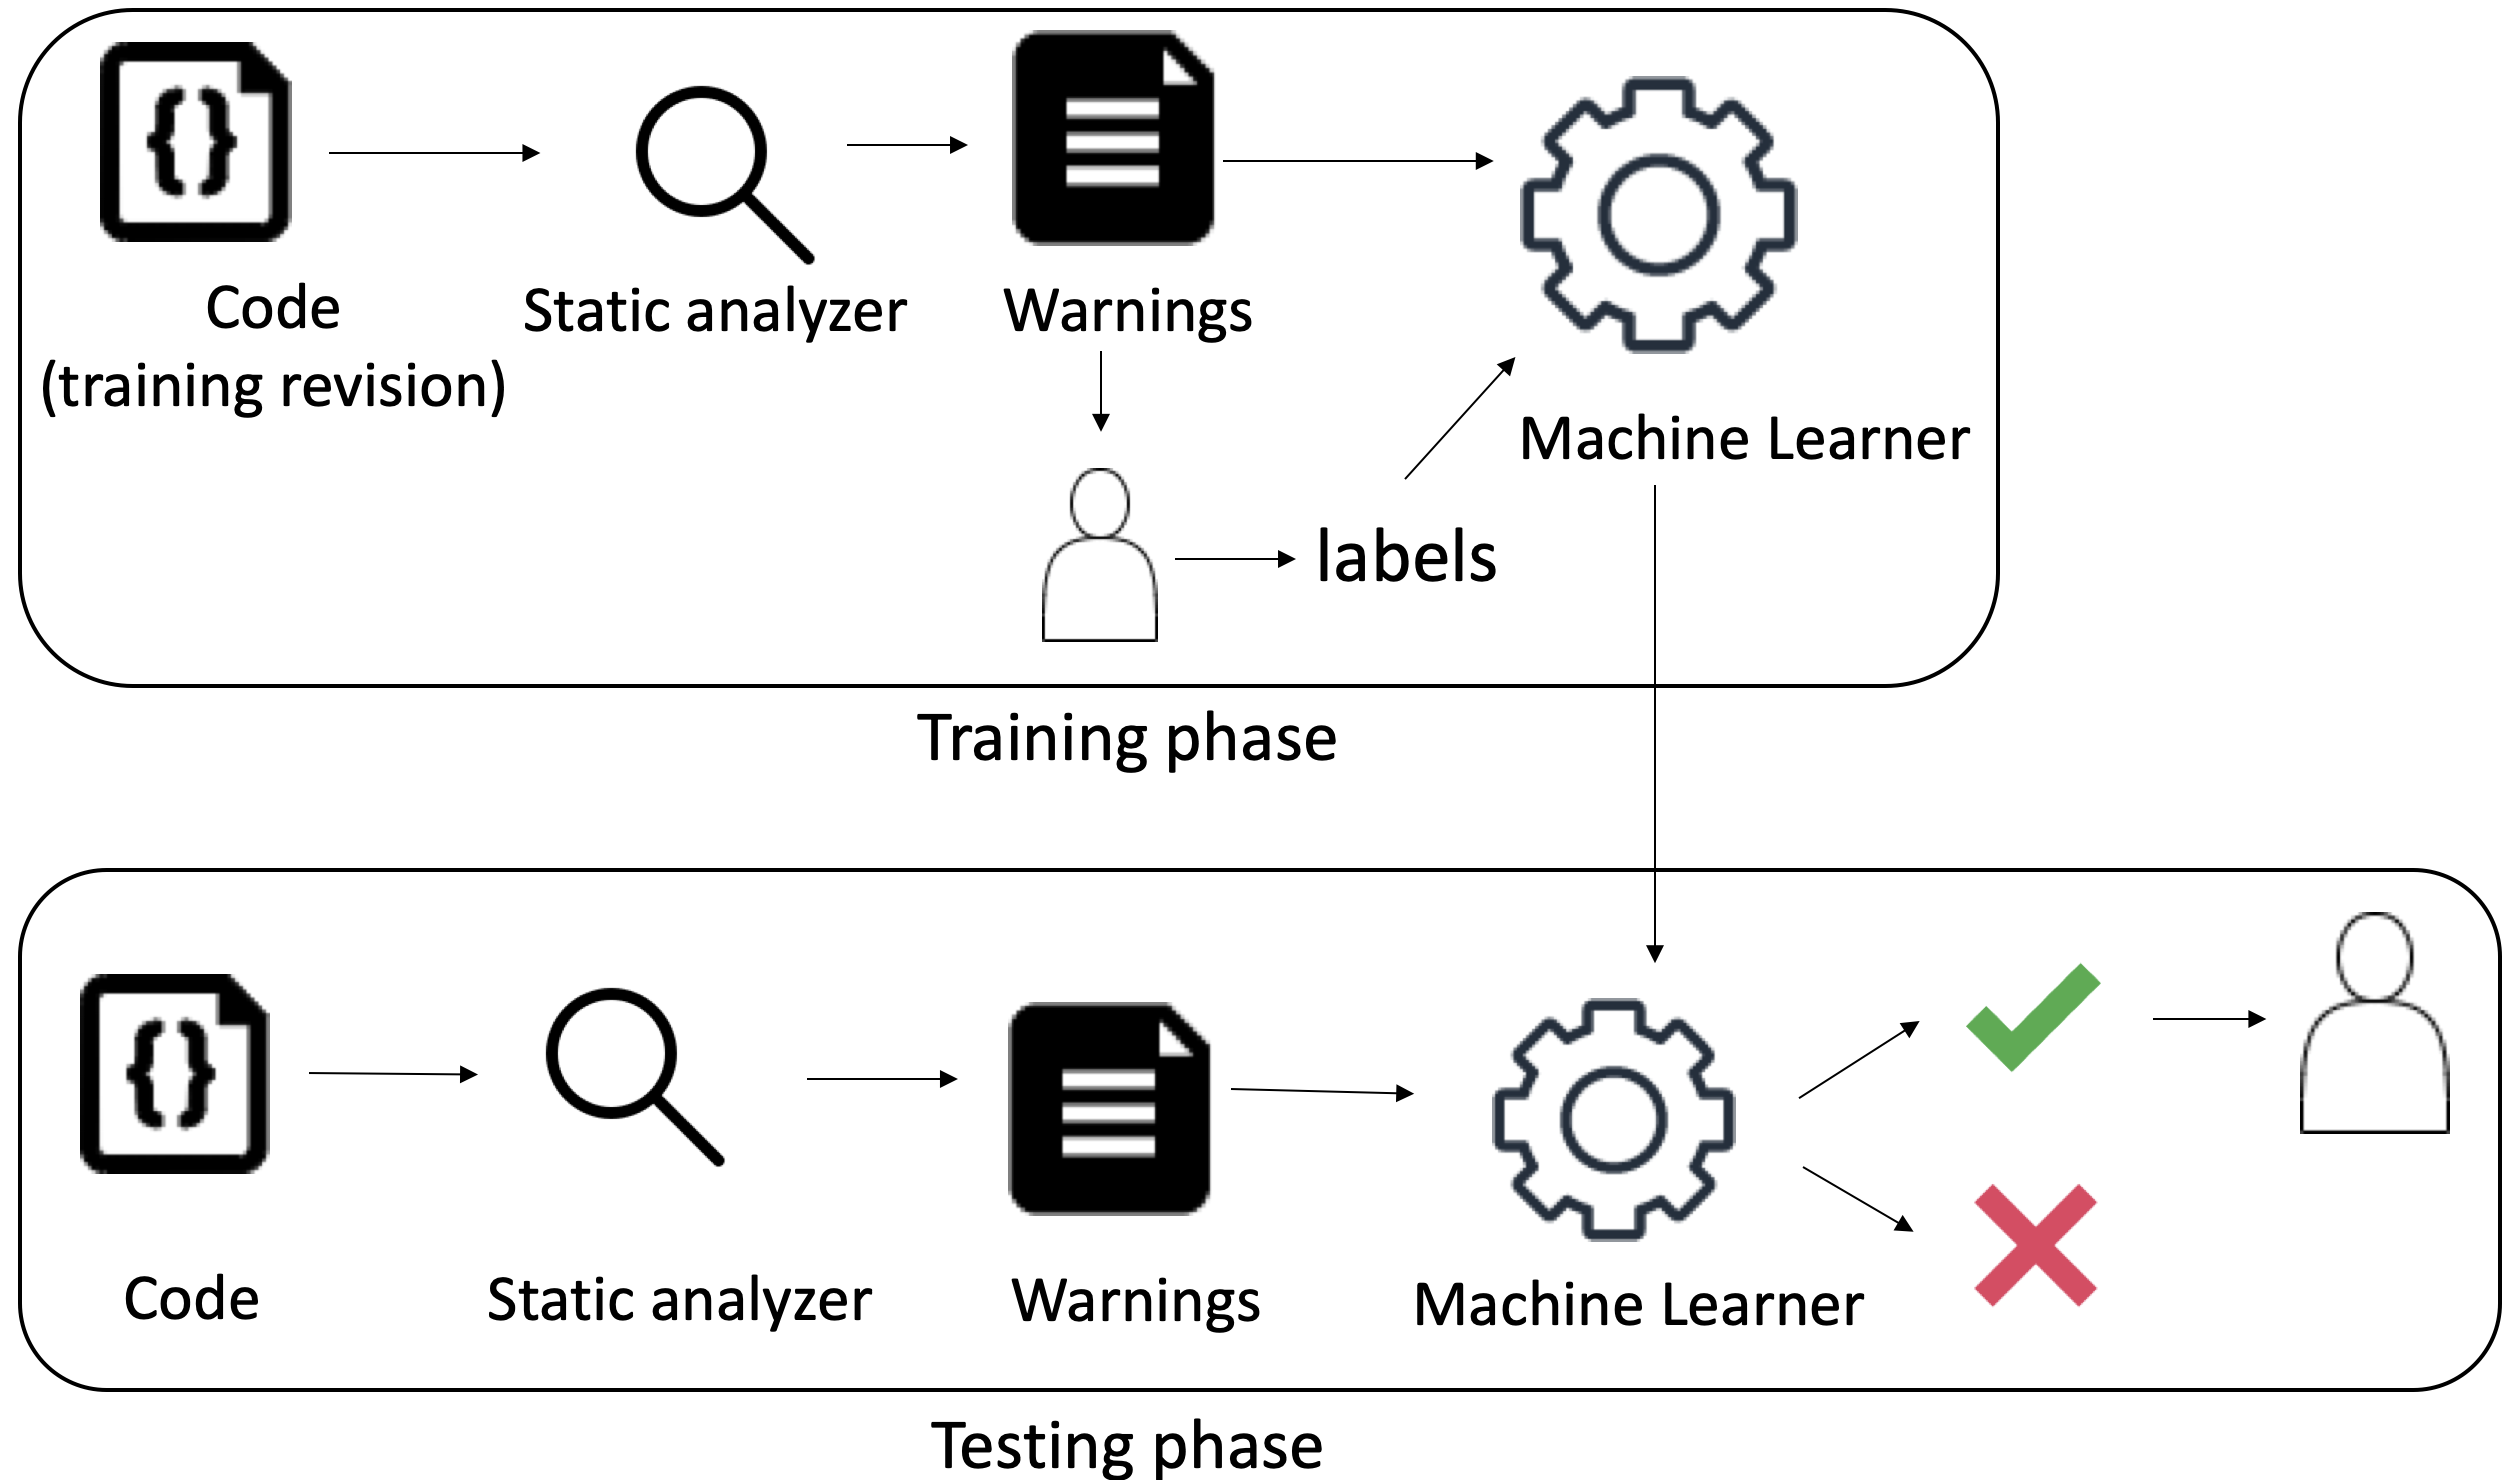 Code
(training revision)
Static analyzer
Warnings
Machine Learner
labels
Training phase
Code
Static analyzer
Warnings
Machine Learner
Testing phase